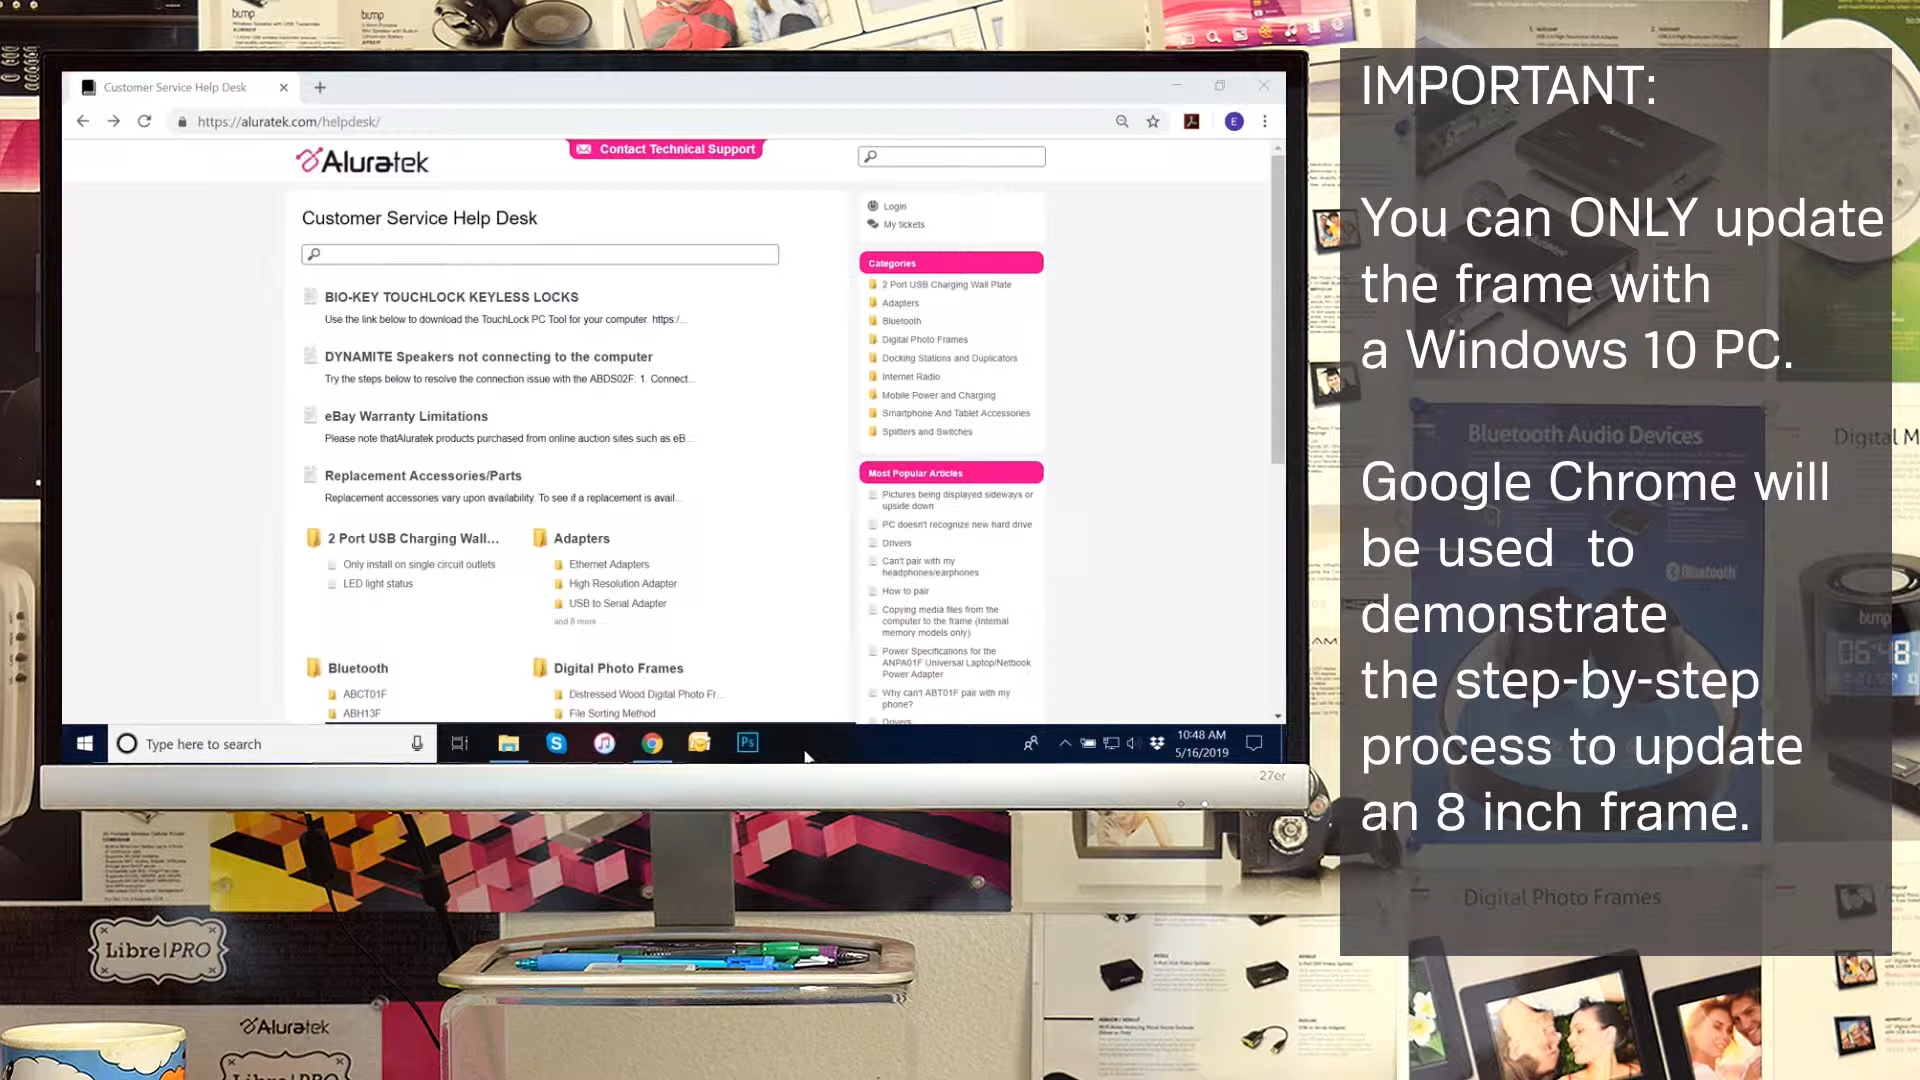 bump
bump
Customer Service Help Desk
https://aluratek.com/helpdesk/
E
Aluratek
Contact Technical Support
Customer Service Help Desk
BIO-KEY TOUCHLOCK KEYLESS LOCKS
Use the link below to download the TouchLock PC Tool for your computer. https:/...
DYNAMITE Speakers not connecting to the computer
Try the steps below to resolve the connection issue with the ABDS02F: 1. Connect...
eBay Warranty Limitations
Please note thatAluratek products purchased from online auction sites such as eB...
Replacement Accessories/Parts
Replacement accessories vary upon availability. To see if a replacement is avail...
2 Port USB Charging Wall...
Only install on single circuit outlets
LED light status
Adapters
Ethernet Adapters
High Resolution Adapter
USB to Serial Adapter
and 8 more ...
Bluetooth
ABCT01F
ABH13F
Digital Photo Frames
Distressed Wood Digital Photo Fr...
File Sorting Method
Login
My tickets
Categories
2 Port USB Charging Wall Plate
Adapters
Bluetooth
Digital Photo Frames
Docking Stations and Duplicators
Internet Radio
Mobile Power and Charging
Smartphone And Tablet Accessories
Splitters and Switches
Most Popular Articles
Pictures being displayed sideways or
upside down
PC doesn't recognize new hard drive
Drivers
Can't pair with my
headphones/earphones
How to pair
Copying media files from the
computer to the frame (Internal
memory models only)
Power Specifications for the
ANPA01F Universal Laptop/Netbook
Power Adapter
Why can't ABT01F pair with my
phone?
Drivers
Type here to search
Ps
10:48 AM
5/16/2019
27er
IMPORTANT:
You can ONLY update
the frame with
a Windows 10 PC.
Google Chrome will
be used to
demonstrate
the step-by-step
process to update
an 8 inch frame.
Bluetooth Audio Devices
Bluetooth
Digital M
bump
Digital Photo Frames
Libre|PRO
Aluratek
Libre|PRO